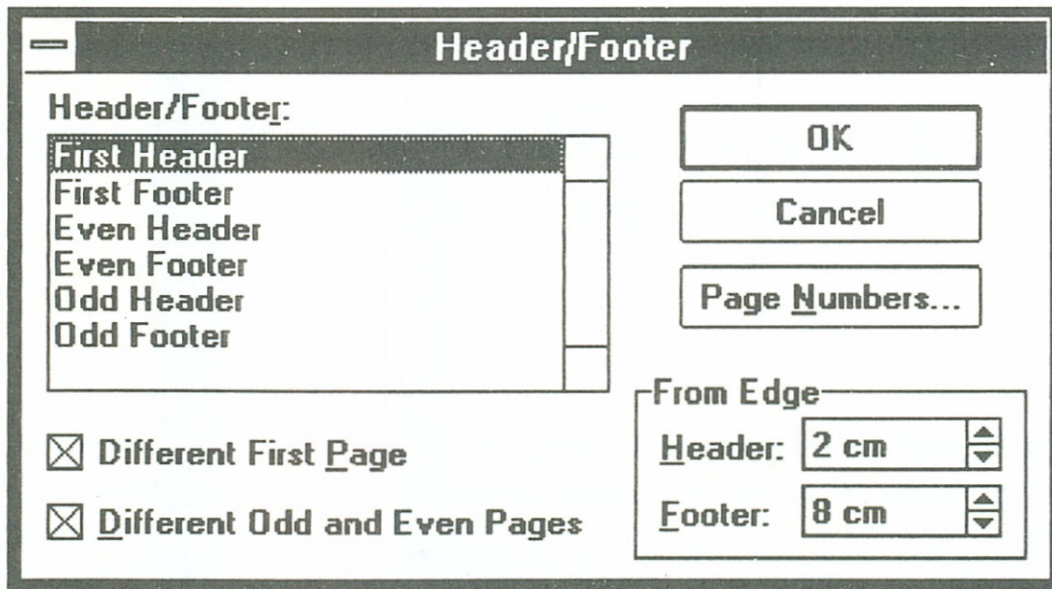 Header/Footer
Header/Footer:
First Header
First Footer
Even Header
Even Footer
Odd Header
Odd Footer
Different First Page
Different Odd and Even Pages
OK
Cancel
Page Numbers...
From Edge
Header: 2 cm
Footer: 8 cm